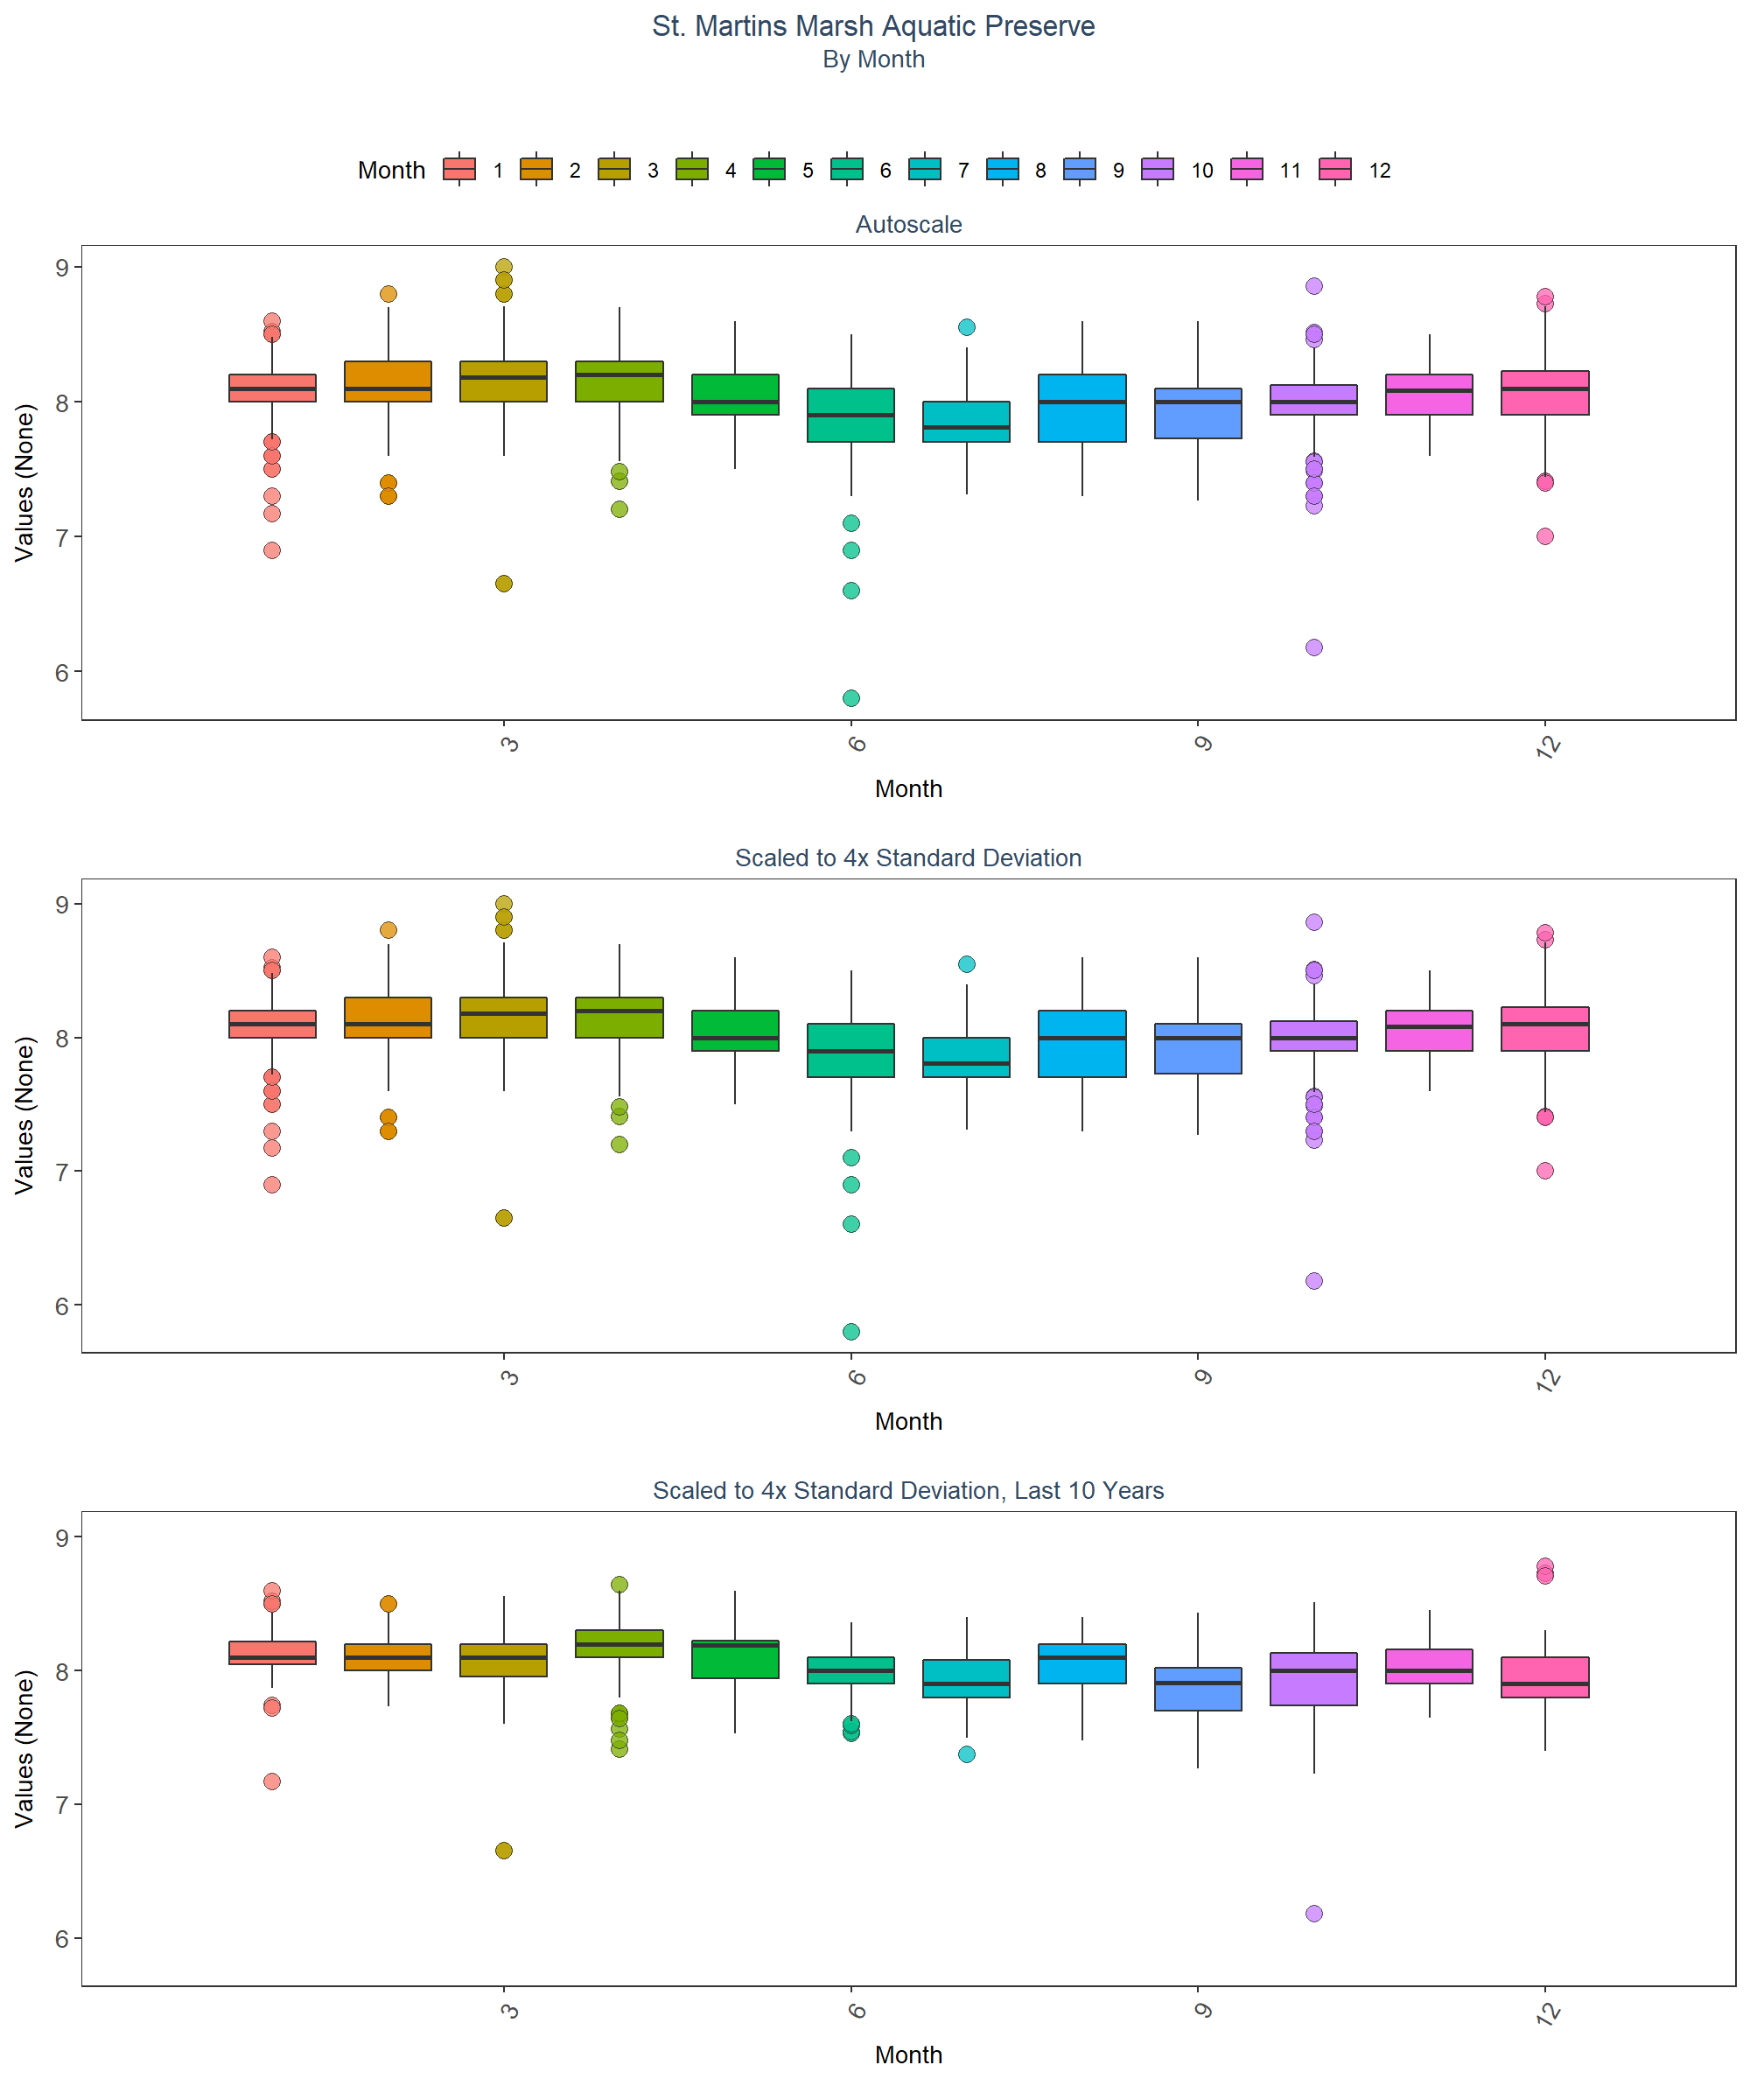 St. Martins Marsh Aquatic Preserve
By Month
Month 1 2 3 4 5 6 7 8 9 10 11 12
Autoscale
Values (None)
9
8
7
6
3 6 9 12
Month
Scaled to 4x Standard Deviation
Values (None)
9
8
7
6
3 6 9 12
Month
Scaled to 4x Standard Deviation, Last 10 Years
Values (None)
9
8
7
6
3 6 9 12
Month